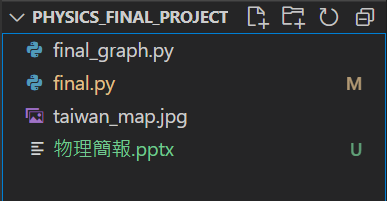 PHYSICS_FINAL_PROJECT
final_graph.py
final.py M
taiwan_map.jpg
物理簡報.pptx U